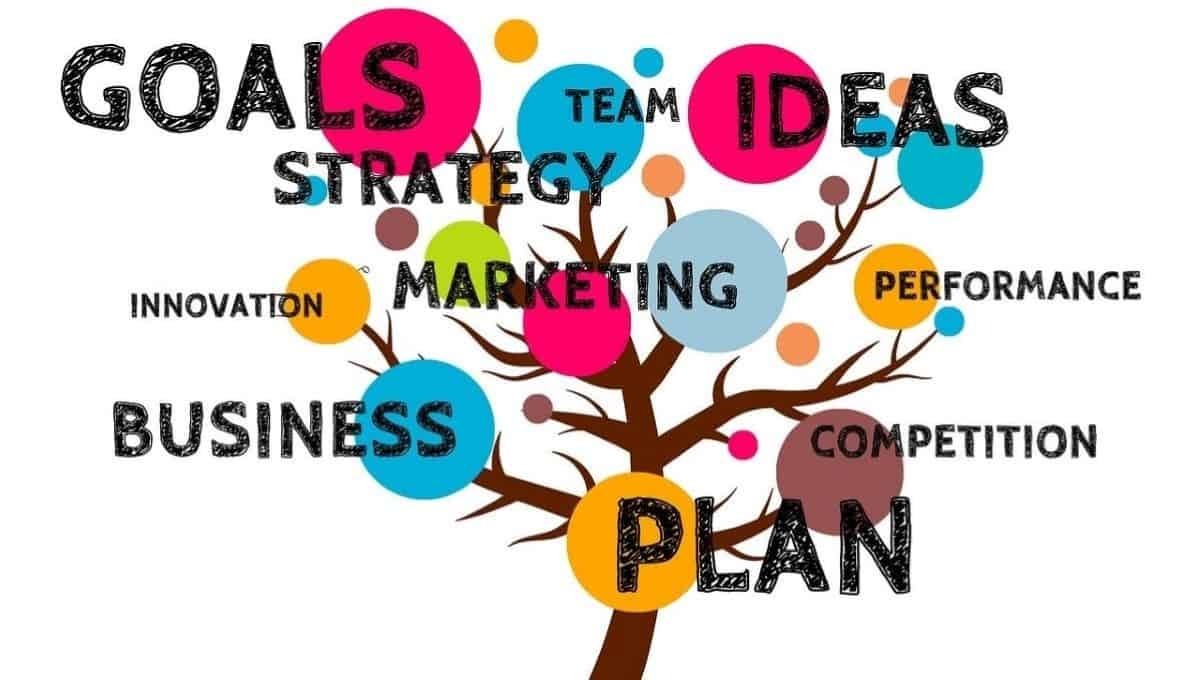 GOALS
TEAM
IDEAS
STRATEGY
MARKETING
PERFORMANCE
INNOVATION
BUSINESS
COMPETITION
PLAN